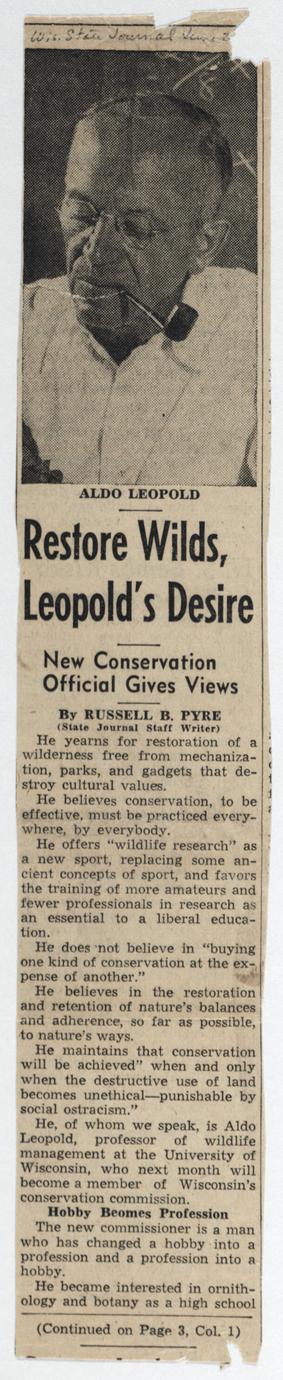 Wis. State Journal June 2
ALDO LEOPOLD
Restore Wilds,
Leopold's Desire
New Conservation
Official Gives Views
By RUSSELL B. PYRE
(State Journal Staff Writer)
He yearns for restoration of a
wilderness free from mechaniza-
tion, parks, and gadgets that de-
stroy cultural values.
He believes conservation, to be
effective, must be practiced every-
where, by everybody.
He offers "wildlife research" as
a new sport, replacing some an-
cient concepts of sport, and favors
the training of more amateurs and
fewer professionals in research as
an essential to a liberal educa-
tion.
He does not believe in "buying
one kind of conservation at the ex-
pense of another."
He believes in the restoration
and retention of nature's balances
and adherence, so far as possible,
to nature's ways.
He maintains that conservation
will be achieved" when and only
when the destructive use of land
becomes unethical—punishable by
social ostracism."
He, of whom we speak, is Aldo
Leopold, professor of wildlife
management at the University of
Wisconsin, who next month will
become a member of Wisconsin's
conservation commission.
Hobby Beomes Profession
The new commissioner is a man
who has changed a hobby into a
profession and a profession into a
hobby.
He became interested in ornith-
ology and botany as a high school
(Continued on Page 3, Col. 1)